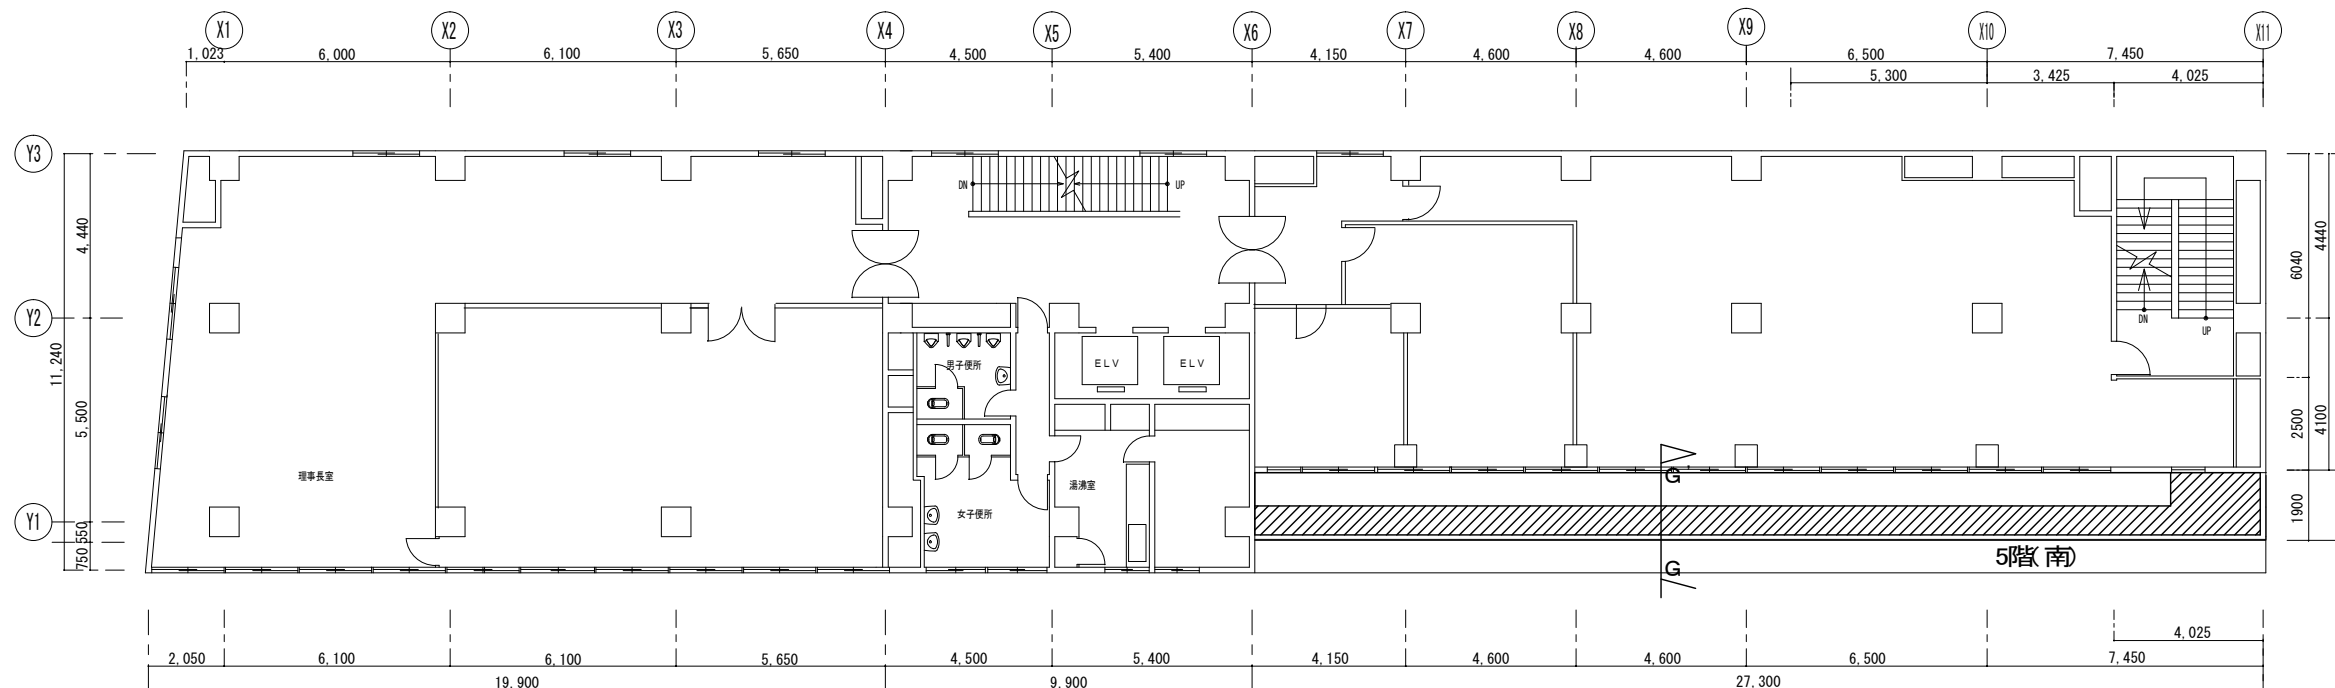 X1 X2 X3 X4 X5 X6 X7 X8 X9 X10 X11
1,023 6,000 6,100 5,650 4,500 5,400 4,150 4,600 4,600 6,500 7,450
5,300 3,425 4,025
Y3
Y2
Y1
4,440
11,240
5,500
550
750
DN UP
DN UP
4440
6040
2500
4100
1900
ELV ELV
男子便所
理事長室
湯沸室
女子便所
G
G
5階(南)
4,025
2,050 6,100 6,100 5,650 4,500 5,400 4,150 4,600 4,600 6,500 7,450
19,900 9,900 27,300